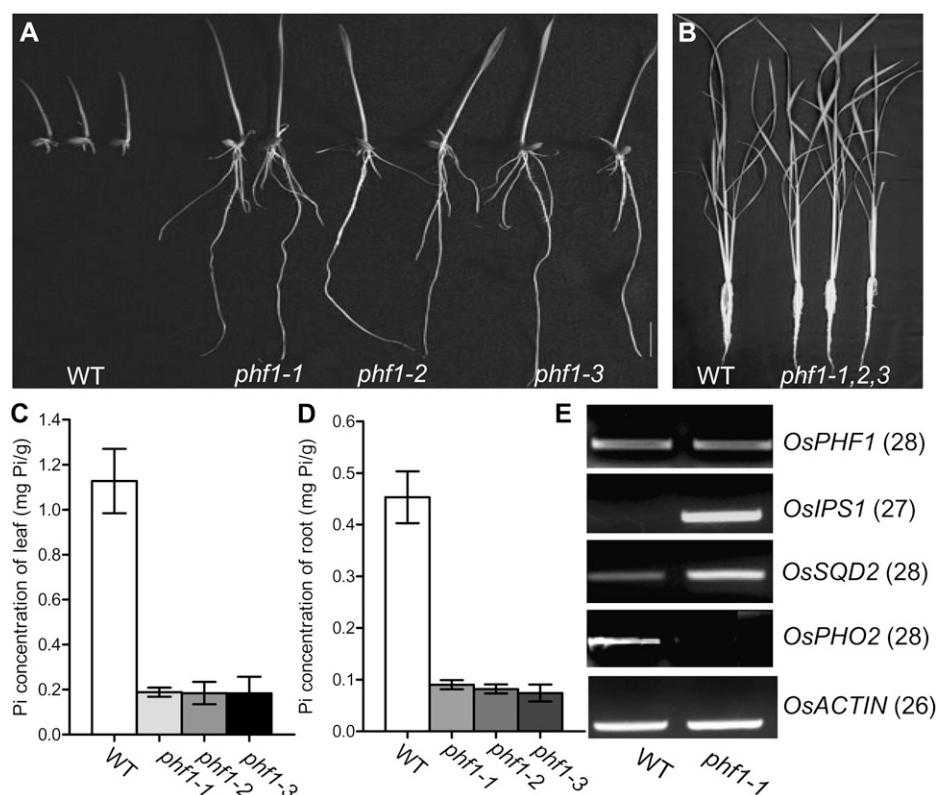 A
WT
phf1-1
phf1-2
phf1-3
B
WT
phf1-1,2,3
C
Pi concentration of leaf (mg Pi/g)
1.4
1.2
1.0
0.8
0.6
0.4
0.2
0.0
WT
phf1-1
phf1-2
phf1-3
D
Pi concentration of root (mg Pi/g)
0.6
0.5
0.4
0.3
0.2
0.1
0.0
WT
phf1-1
phf1-2
phf1-3
E
OsPHF1 (28)
OsIPS1 (27)
OsSQD2 (28)
OsPHO2 (28)
OsACTIN (26)
WT
phf1-1